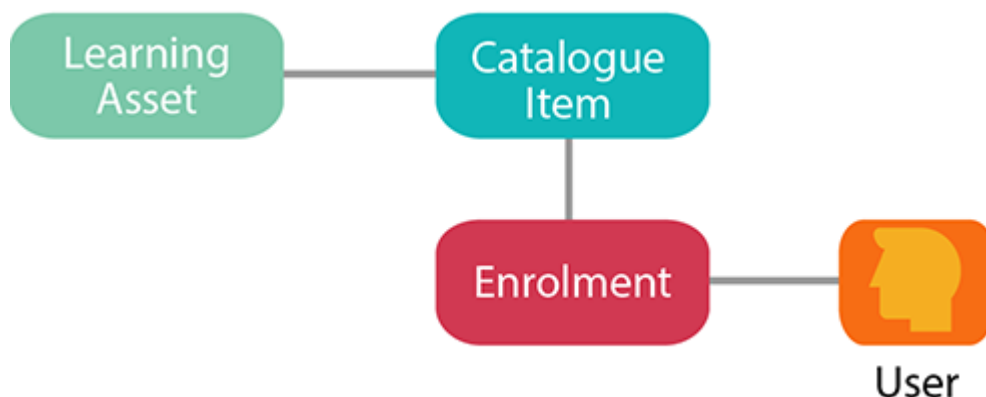 Learning
Asset
Catalogue
Item
Enrolment
User